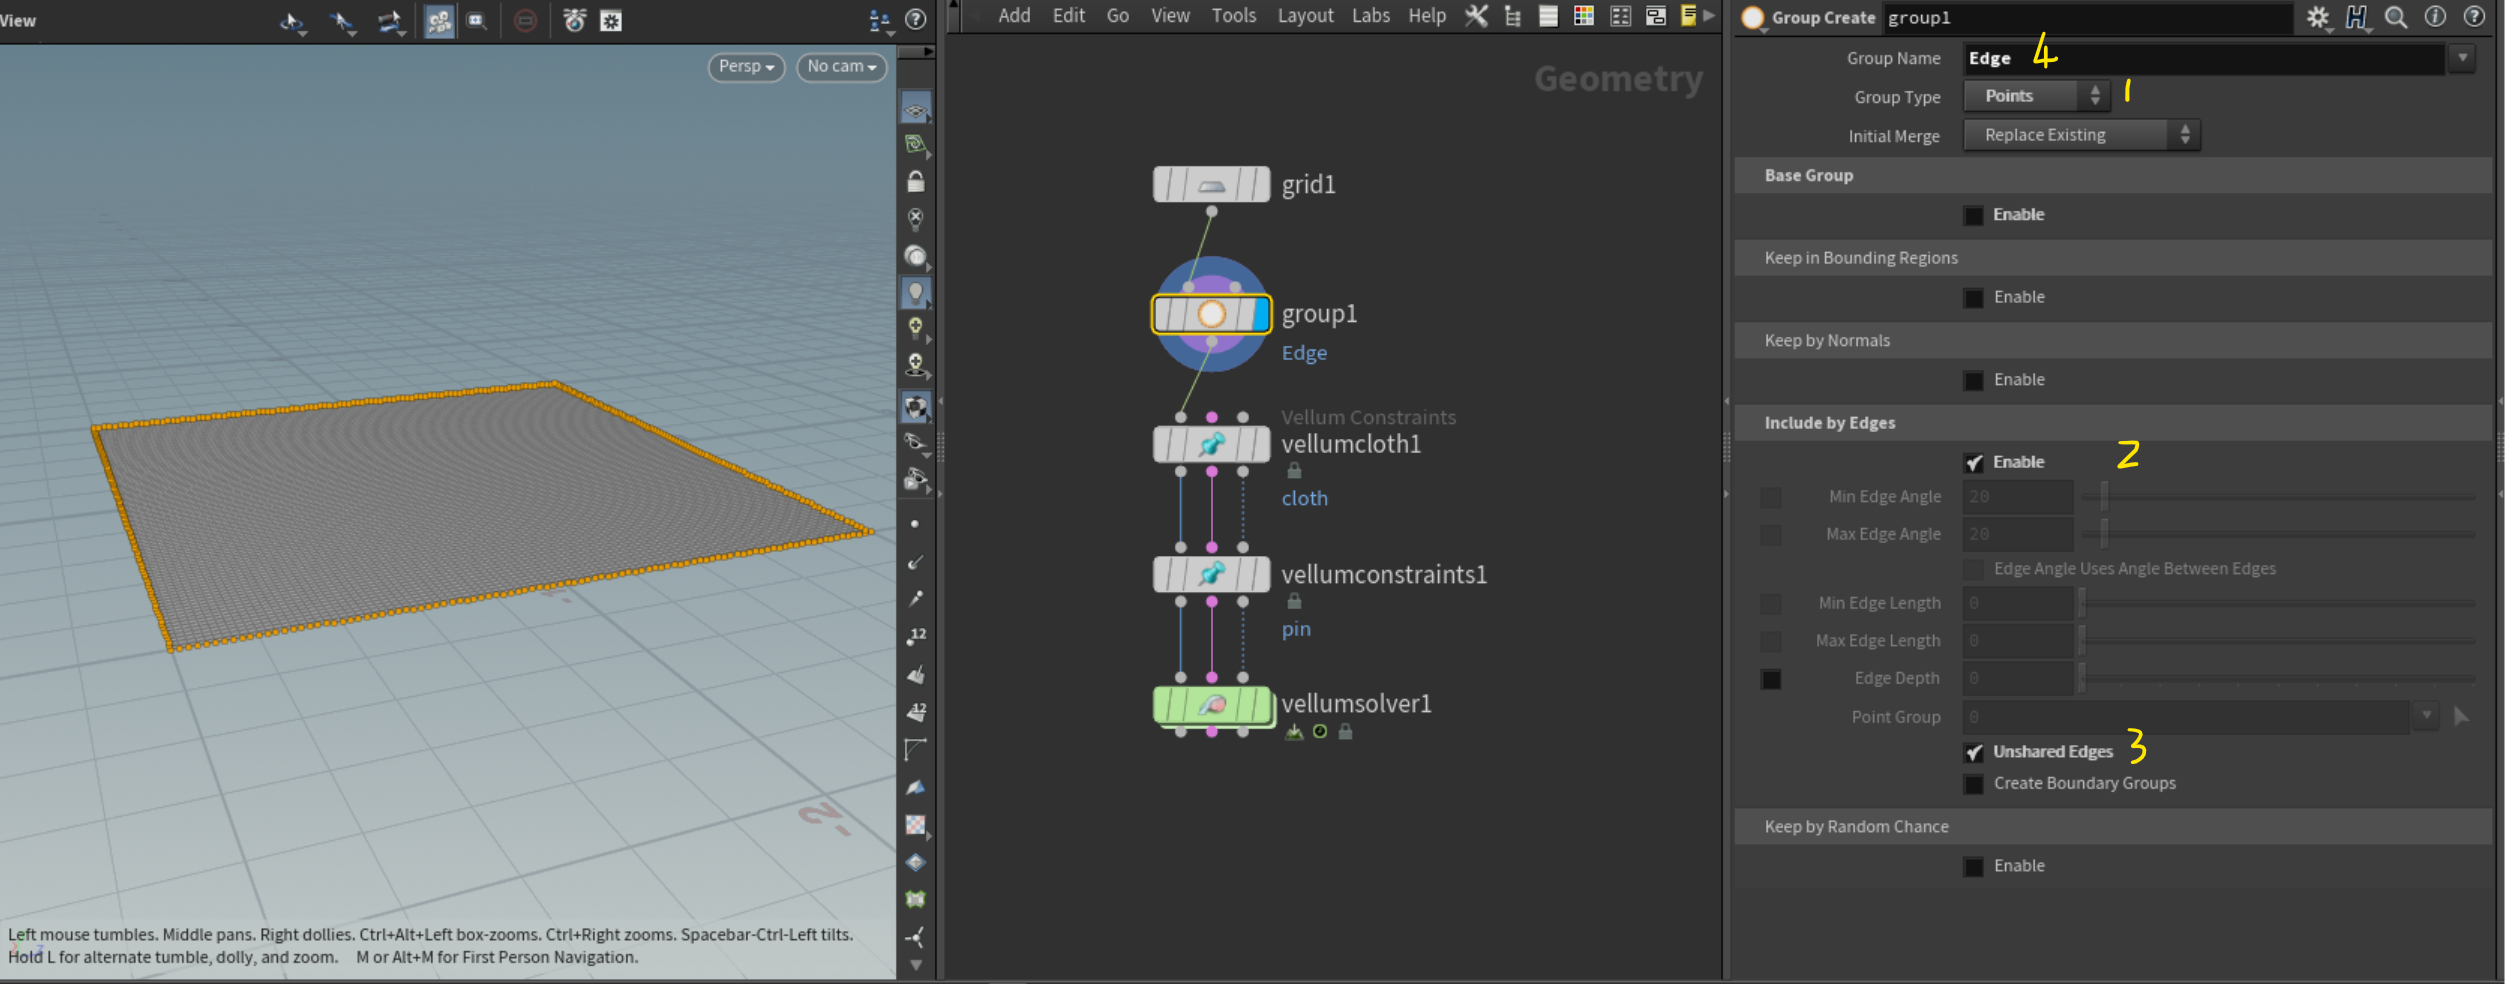 View
Persp
No cam
12
12
-2
Left mouse tumbles. Middle pans. Right dollies. Ctrl+Alt+Left box-zooms. Ctrl+Right zooms. Spacebar-Ctrl-Left tilts.
Hold L for alternate tumble, dolly, and zoom. M or Alt+M for First Person Navigation.
Add Edit Go View Tools Layout Labs Help
Geometry
grid1
group1
Edge
Vellum Constraints
vellumcloth1
cloth
vellumconstraints1
pin
vellumsolver1
Group Create group1
Group Name Edge 4
Group Type Points 1
Initial Merge Replace Existing
Base Group
Enable
Keep in Bounding Regions
Enable
Keep by Normals
Enable
Include by Edges
Enable 2
Min Edge Angle 20
Max Edge Angle 20
Edge Angle Uses Angle Between Edges
Min Edge Length 0
Max Edge Length 0
Edge Depth 0
Point Group 0
Unshared Edges 3
Create Boundary Groups
Keep by Random Chance
Enable